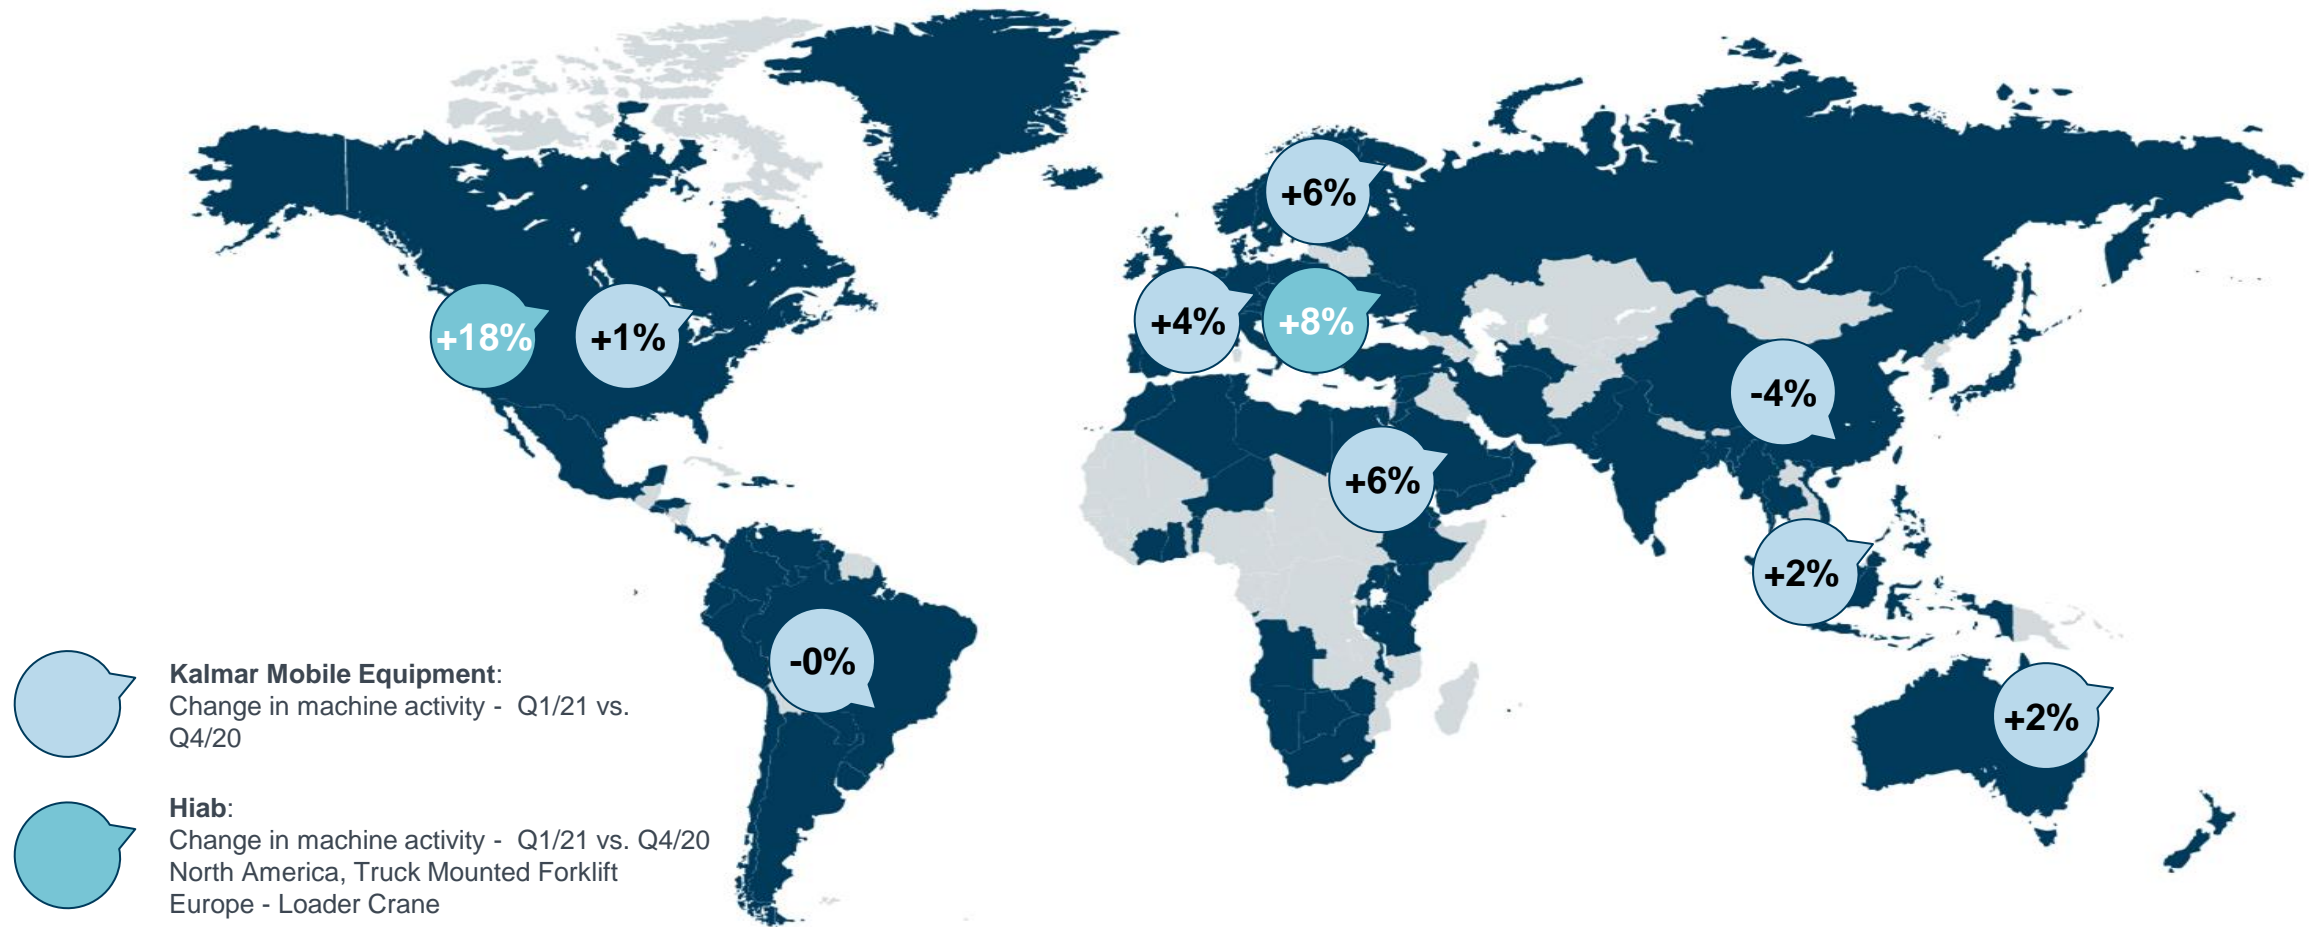 +6%
+4%
+8%
+18%
+1%
-4%
+6%
+2%
-0%
+2%
Kalmar Mobile Equipment:
Change in machine activity - Q1/21 vs.
Q4/20
Hiab:
Change in machine activity - Q1/21 vs. Q4/20
North America, Truck Mounted Forklift
Europe - Loader Crane